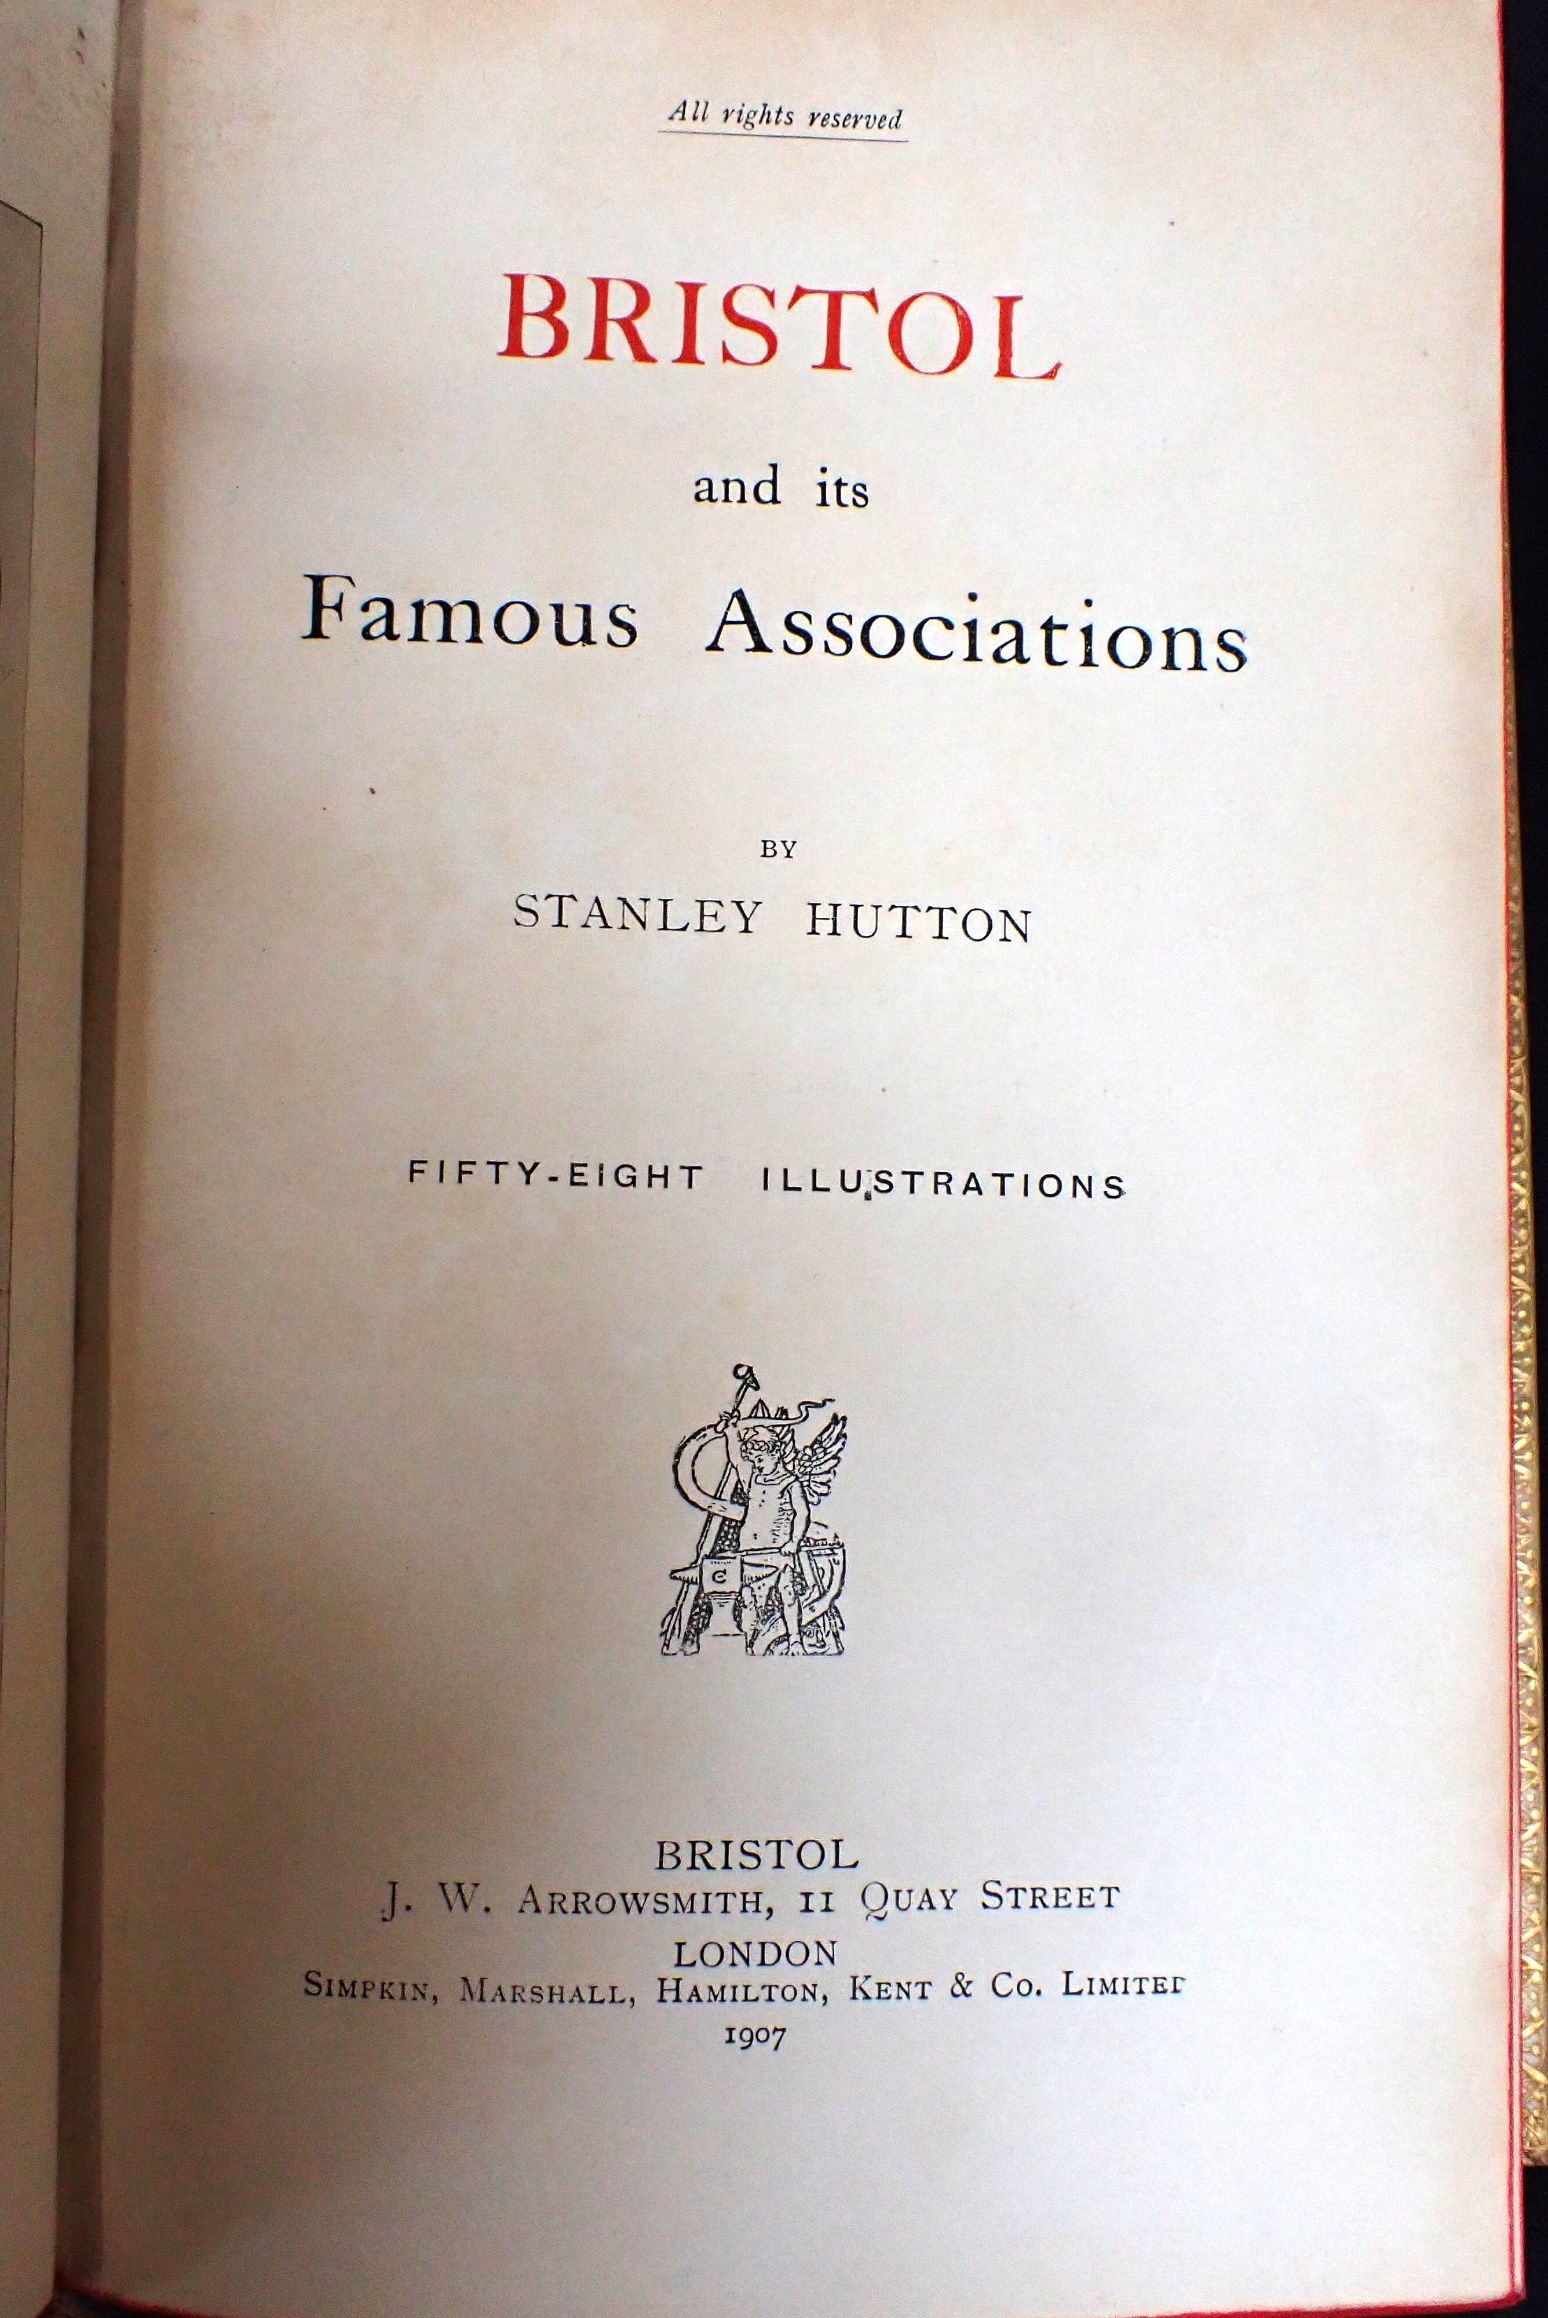 All rights reserved
BRISTOL
and its
Famous Associations
BY
STANLEY HUTTON
FIFTY-EIGHT ILLUSTRATIONS
C
BRISTOL
J. W. ARROWSMITH, 11 QUAY STREET
LONDON
SIMPKIN, MARSHALL, HAMILTON, KENT & CO. LIMITED
1907